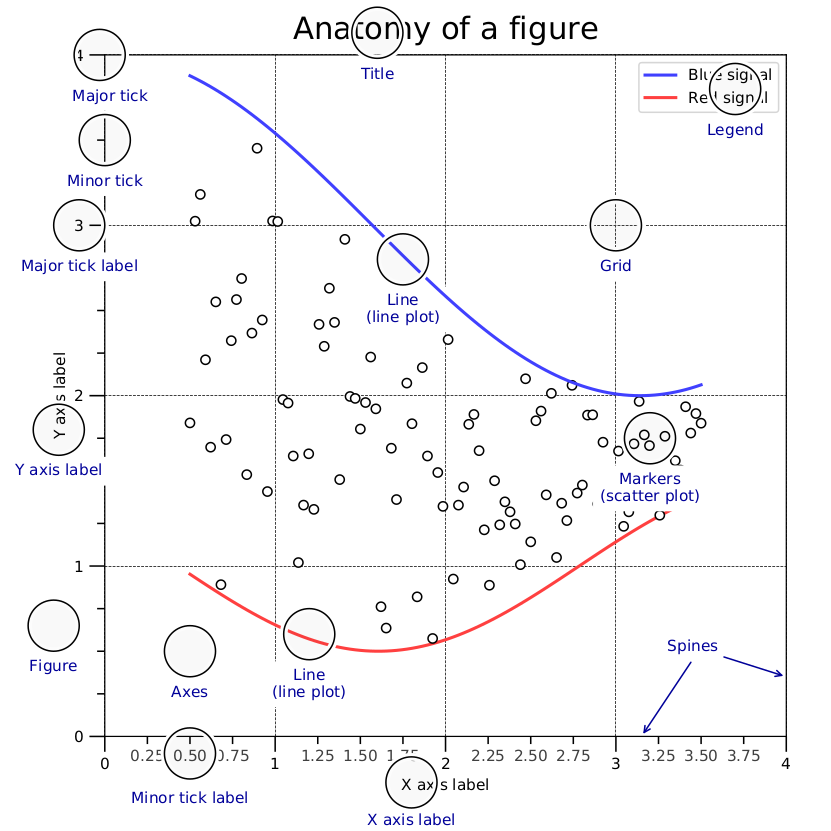 Anatomy of a figure
Title
4
Major tick
Blue signal
Red signal
Legend
Minor tick
3
Major tick label
Grid
Line
(line plot)
2
Y axis label
Y axis label
Markers
(scatter plot)
1
Figure
Axes
Line
(line plot)
Spines
0
0.25 0.50 0.75 1.25 1.50 1.75 2.25 2.50 2.75 3.25 3.50 3.75
0 1 2 3 4
X axis label
Minor tick label
X axis label